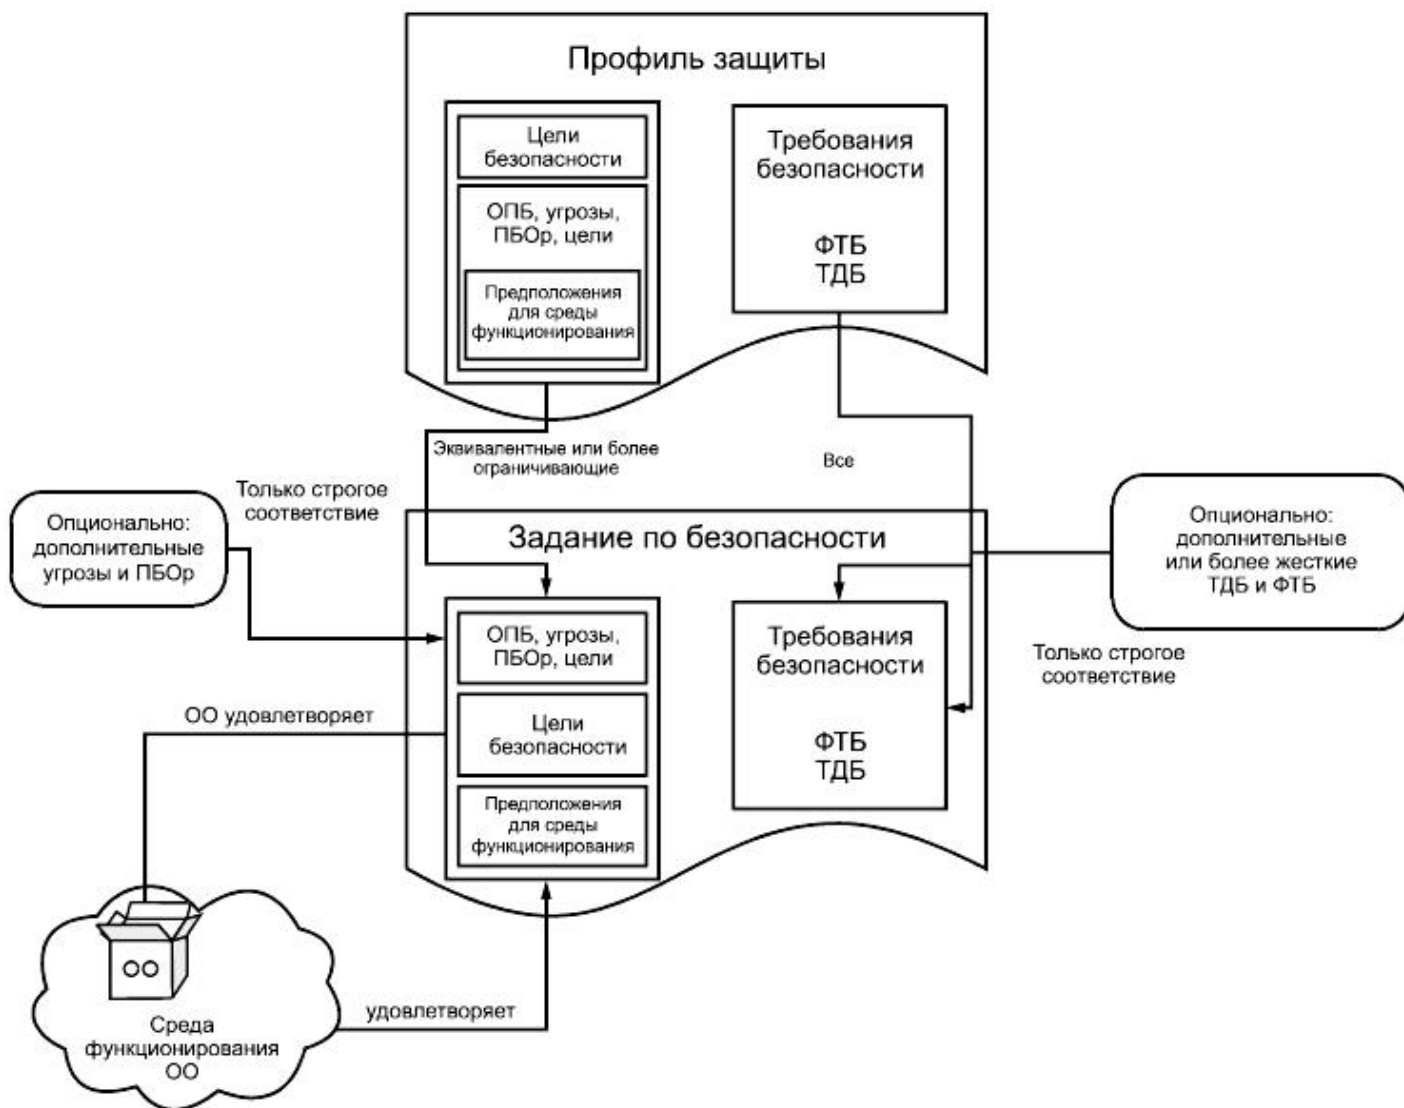 Профиль защиты
Цели
безопасности
ОПБ, угрозы,
ПБОр, цели
Предположения
для среды
функционирования
Требования
безопасности
ФТБ
ТДБ
Эквивалентные или более
ограничивающие
Все
Только строгое
соответствие
Опционально:
дополнительные
угрозы и ПБОр
Задание по безопасности
Опционально:
дополнительные
или более жесткие
ТДБ и ФТБ
Только строгое
соответствие
ОПБ, угрозы,
ПБОр, цели
Цели
безопасности
Предположения
для среды
функционирования
Требования
безопасности
ФТБ
ТДБ
ОО удовлетворяет
ОО
Среда
функционирования
ОО
удовлетворяет